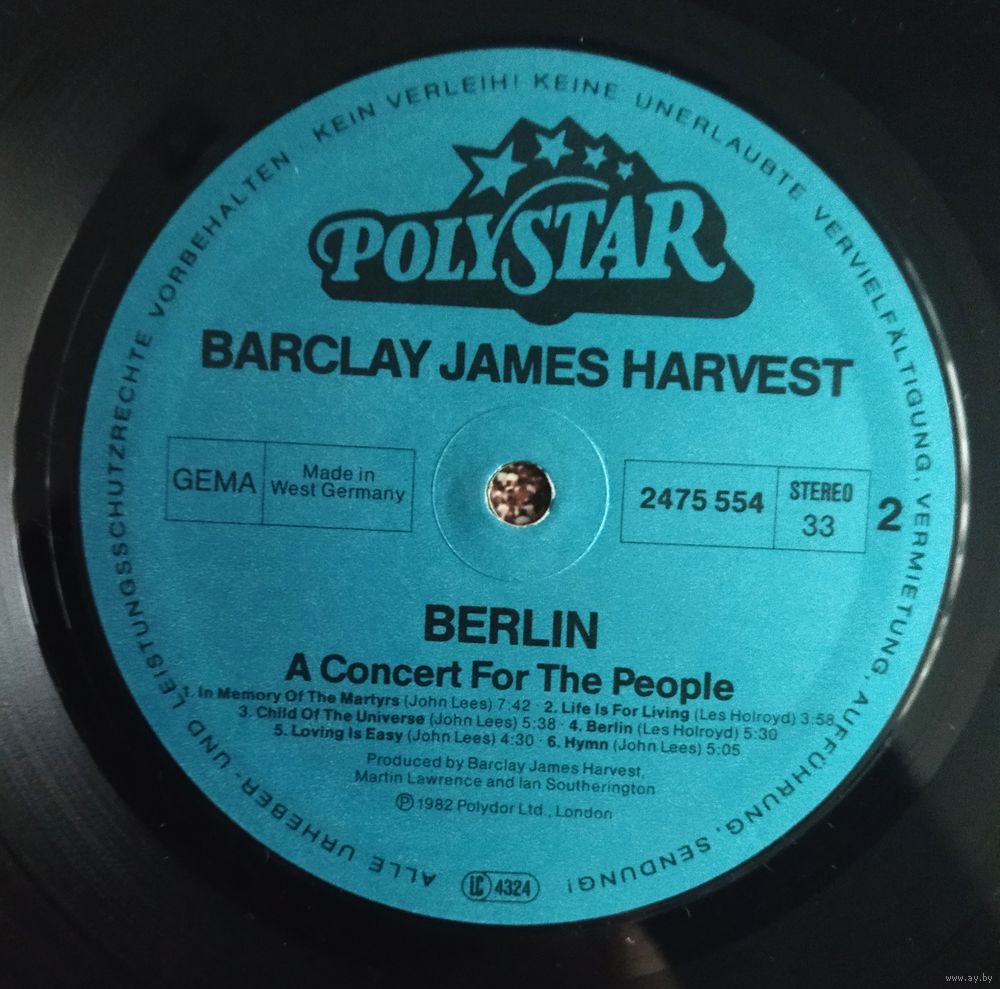 ALLE URHEBER- UND LEISTUNGSSCHUTZRECHTE VORBEHALTEN · KEIN VERLEIH! KEINE UNERLAUBTE VERVIELFÄLTIGUNG, VERMIETUNG, AUFFÜHRUNG, SENDUNG!
POLYSTAR
BARCLAY JAMES HARVEST
GEMA
Made in
West Germany
2475 554
STEREO
33
2
BERLIN
A Concert For The People
1. In Memory Of The Martyrs (John Lees) 7:42 · 2. Life Is For Living (Les Holroyd) 3:58
3. Child Of The Universe (John Lees) 5:38 · 4. Berlin (Les Holroyd) 5:30
5. Loving Is Easy (John Lees) 4:30 · 6. Hymn (John Lees) 5:05
Produced by Barclay James Harvest,
Martin Lawrence and Ian Southerington
Ⓟ 1982 Polydor Ltd., London
LC 4324
www.ay.by